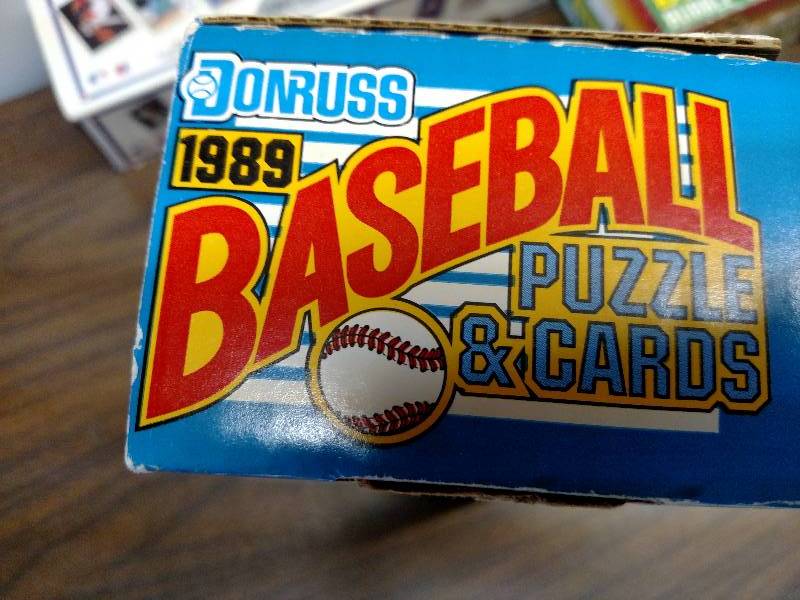 DONRUSS
1989
BASEBALL
PUZZLE
& CARDS